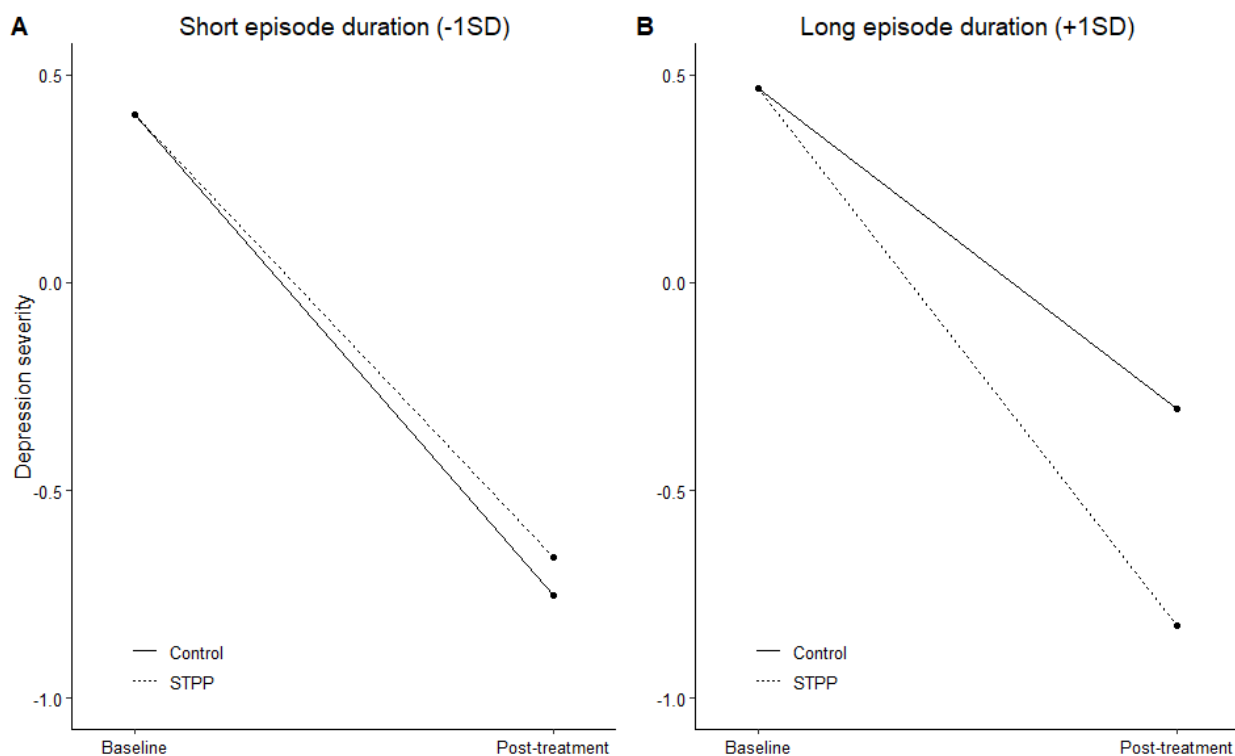 A
Short episode duration (-1SD)
Depression severity
0.5
0.0
-0.5
-1.0
Control
STPP
Baseline
Post-treatment
B
Long episode duration (+1SD)
0.5
0.0
-0.5
-1.0
Control
STPP
Baseline
Post-treatment